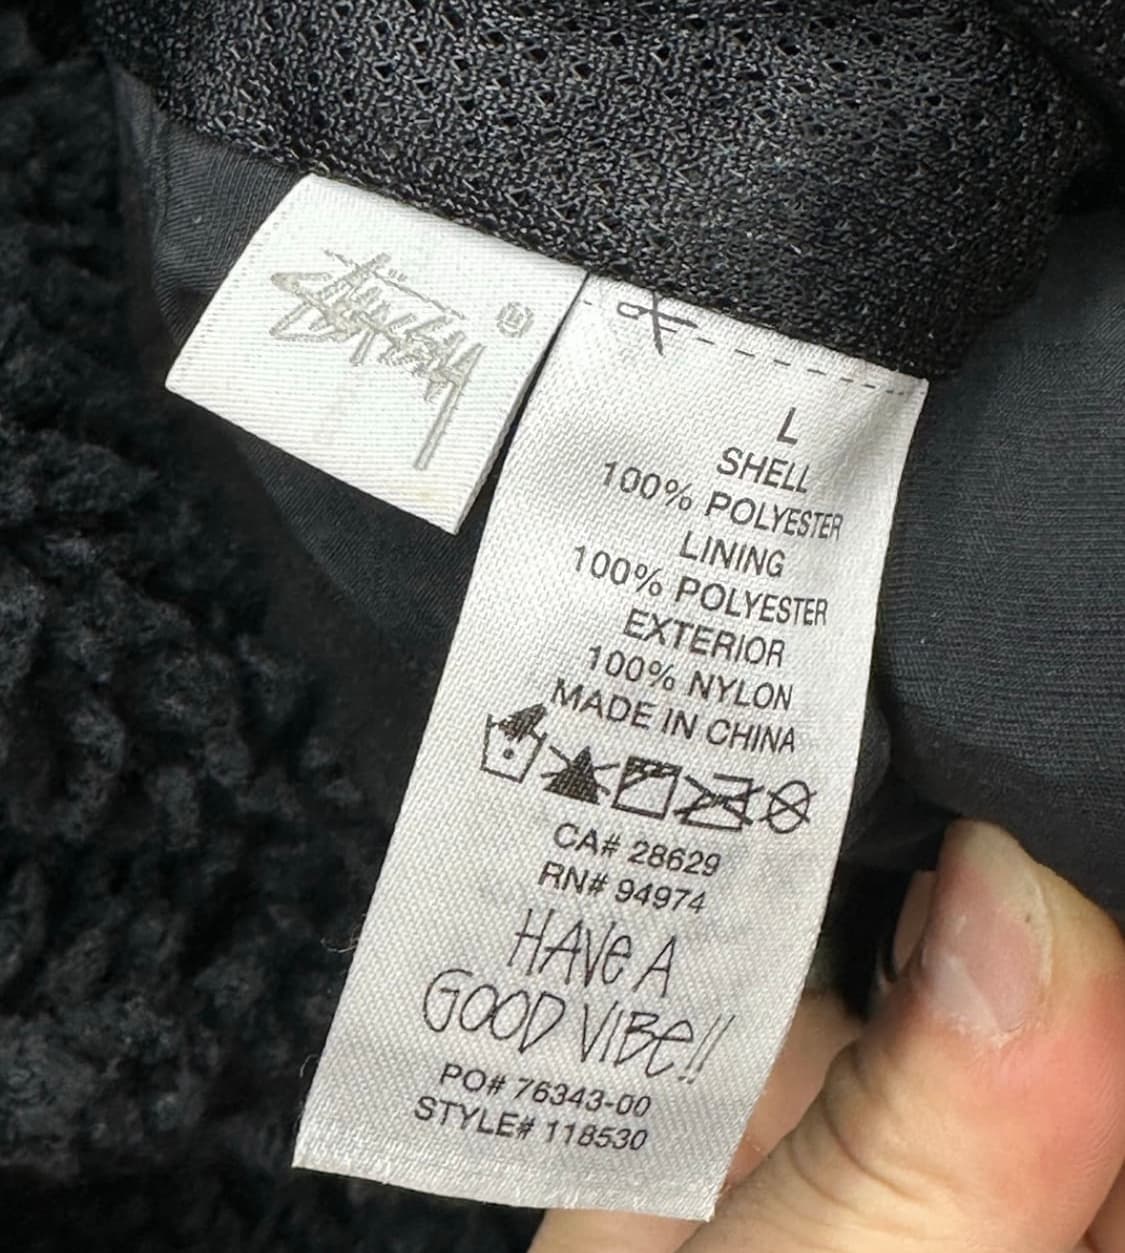 Stüssy ®
L
SHELL
100% POLYESTER
LINING
100% POLYESTER
EXTERIOR
100% NYLON
MADE IN CHINA
CA# 28629
RN# 94974
HAVE A
GOOD VIBE!!
PO# 76343-00
STYLE# 118530